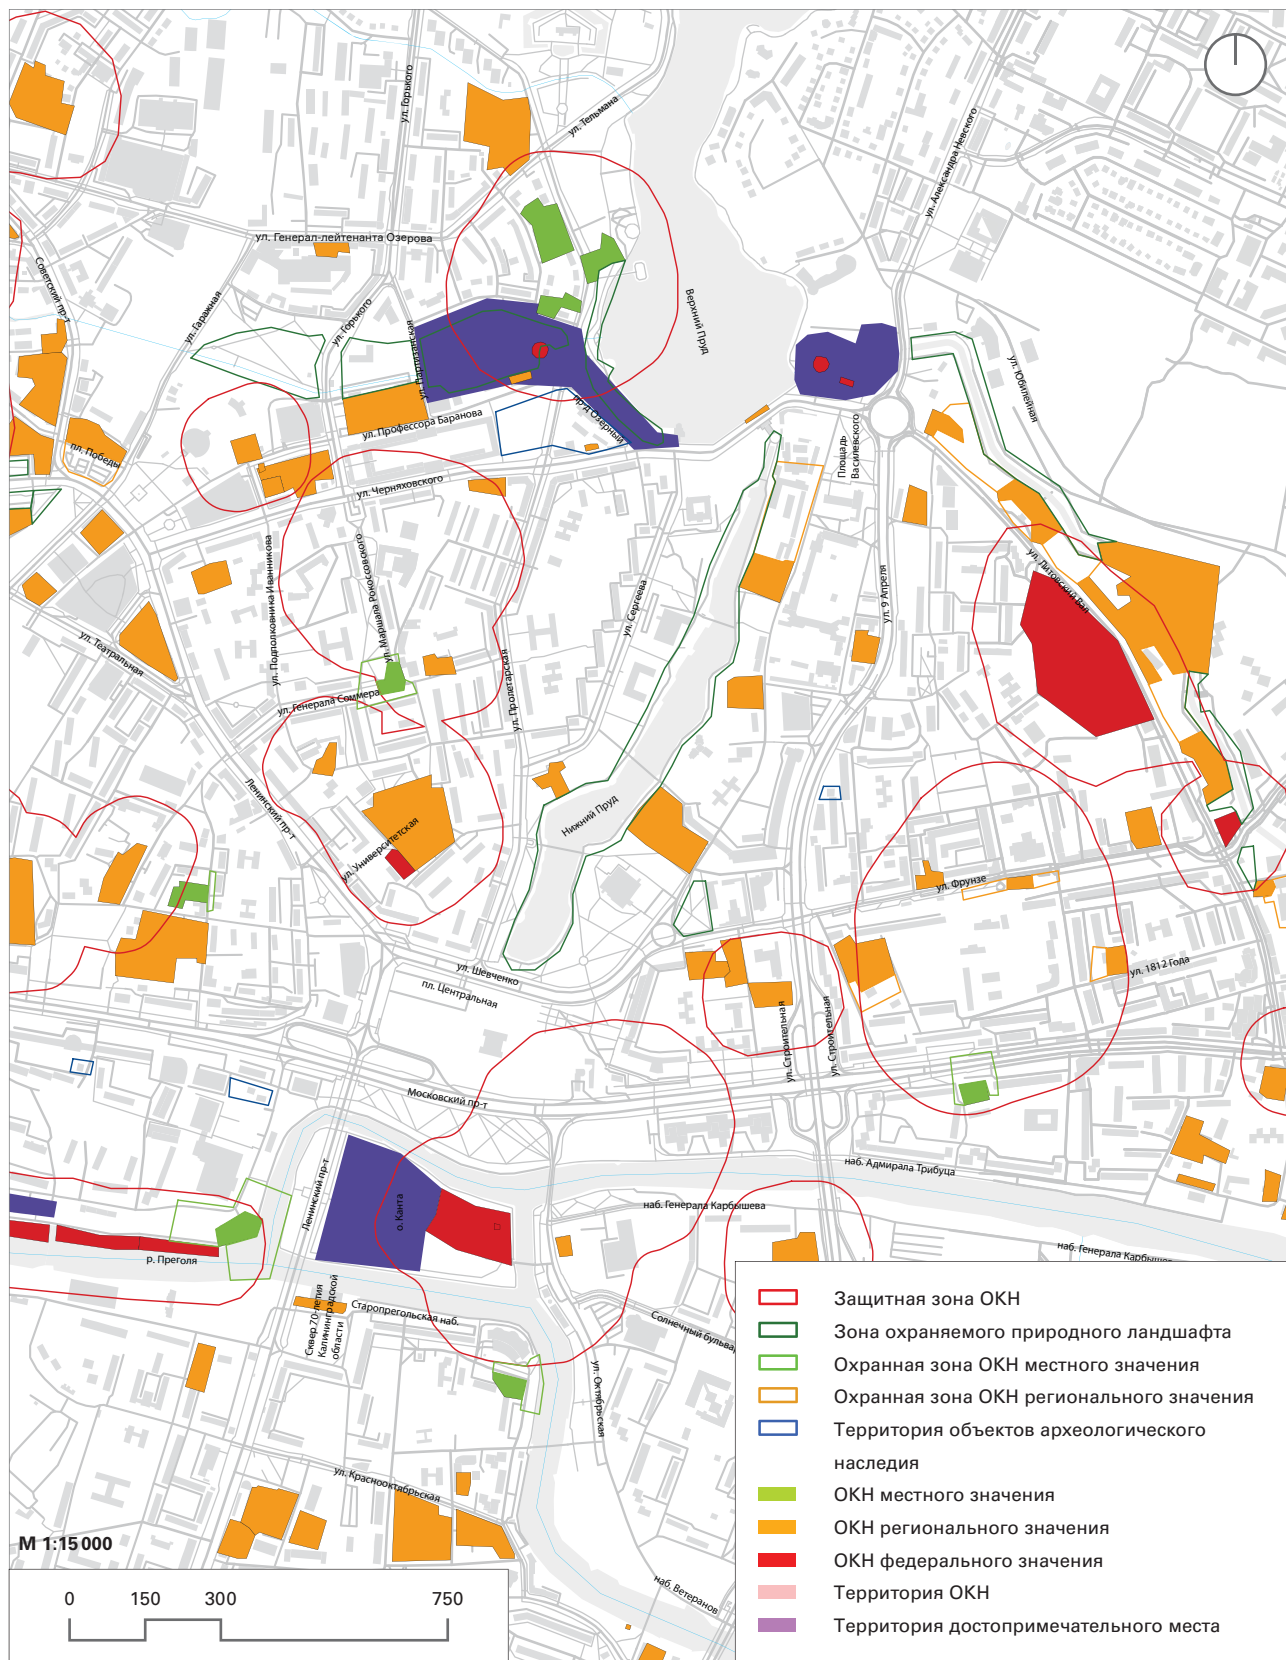 ул. Горького
ул. Тельмана
ул. Александра Невского
ул. Генерал-лейтенанта Озерова
Советский пр-т
ул. Гаражная
ул. Горького
ул. Партизанская
Верхний Пруд
ул. Юбилейная
ул. Профессора Баранова
пр-д Озерный
пл. Победы
Площадь
Василевского
ул. Черняховского
ул. Подполковника Иванникова
ул. Маршала Рокоссовского
ул. Сергеева
ул. 9 Апреля
ул. Литовский Вал
ул. Театральная
ул. Генерала Соммера
ул. Пролетарская
Ленинский пр-т
Нижний Пруд
ул. Университетская
ул. Фрунзе
ул. Шевченко
пл. Центральная
ул. 1812 Года
ул. Строительная
ул. Строительная
Московский пр-т
наб. Адмирала Трибуца
Ленинский пр-т
о. Канта
наб. Генерала Карбышева
р. Преголя
наб. Генерала Карбыш
Сквер 70-летия
Калининградской
области
Старопрегольская наб.
Солнечный бульвар
ул. Октябрьская
ул. Краснооктябрьская
наб. Ветеранов
М 1:15 000
0 150 300 750
Защитная зона ОКН
Зона охраняемого природного ландшафта
Охранная зона ОКН местного значения
Охранная зона ОКН регионального значения
Территория объектов археологического
наследия
ОКН местного значения
ОКН регионального значения
ОКН федерального значения
Территория ОКН
Территория достопримечательного места